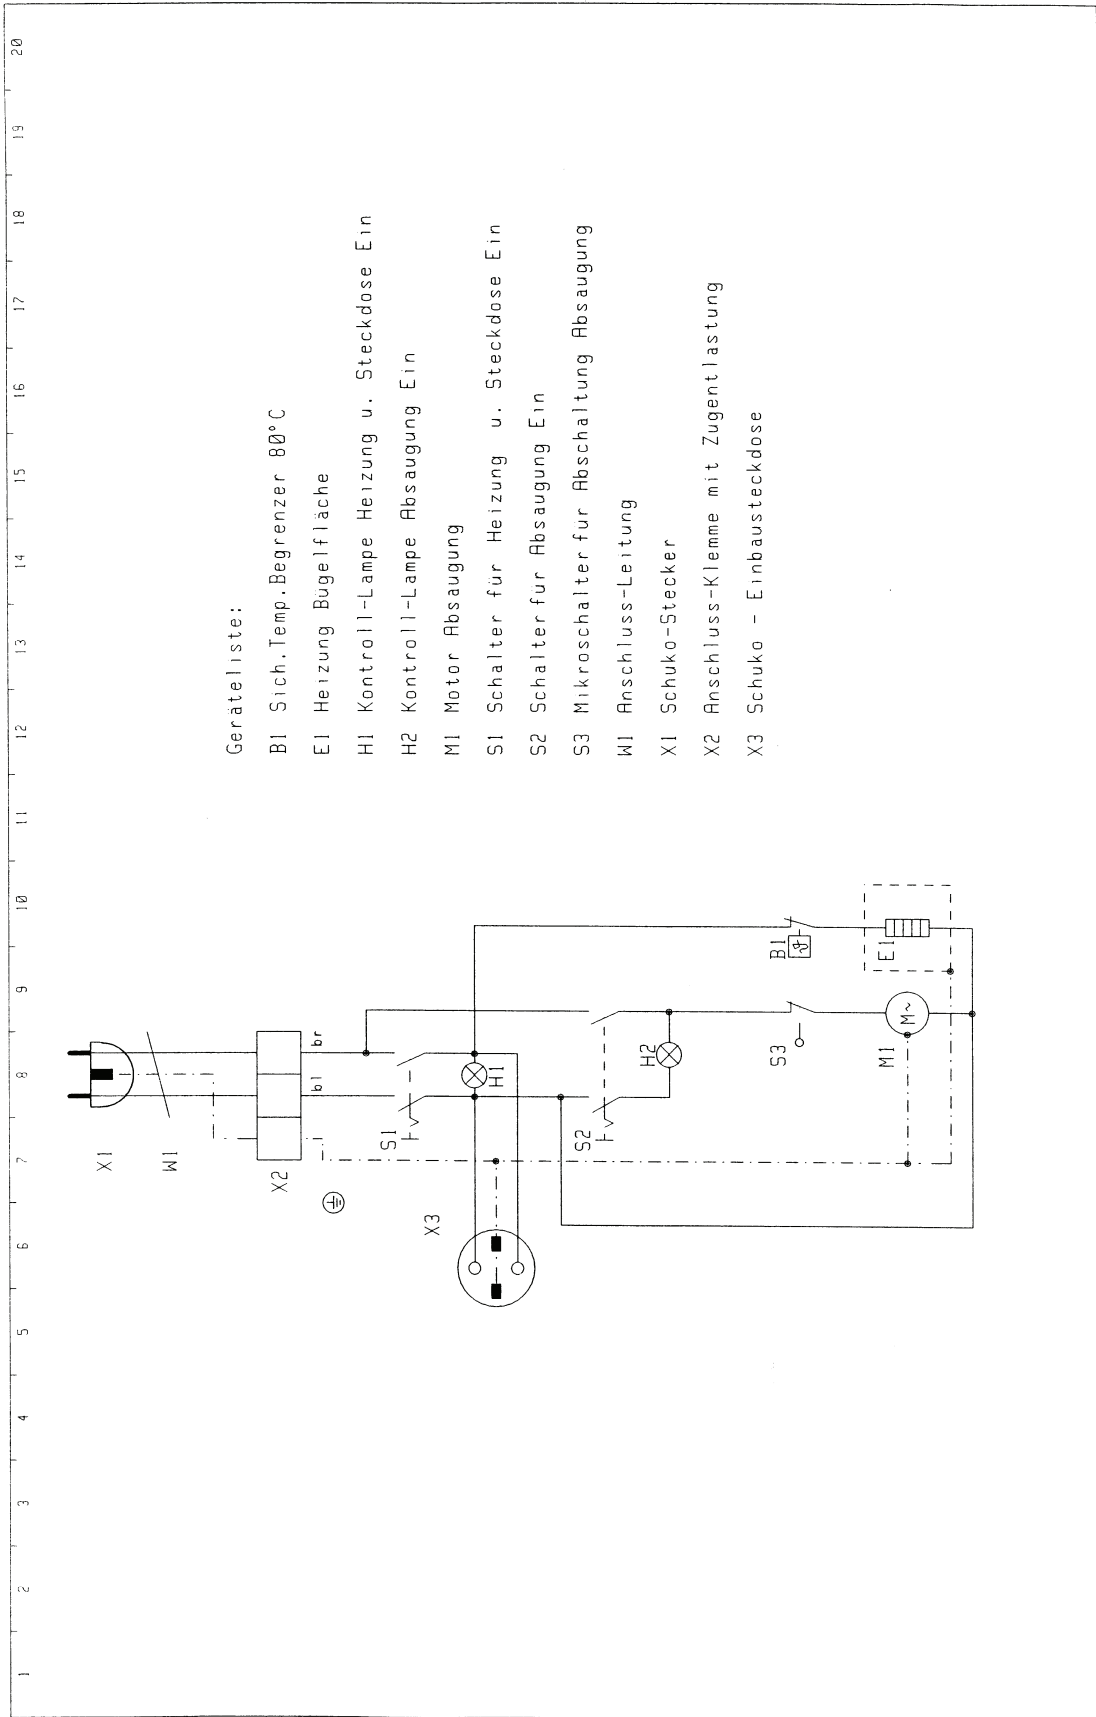 1 2 3 4 5 6 7 8 9 10 11 12 13 14 15 16 17 18 19 20
X1
W1
X2
bl
br
S1
H1
X3
S2
H2
S3
B1
ϑ
M1
M~
E1
Geräteliste:
B1 Sich.Temp.Begrenzer 80°C
E1 Heizung Bügelfläche
H1 Kontroll-Lampe Heizung u. Steckdose Ein
H2 Kontroll-Lampe Absaugung Ein
M1 Motor Absaugung
S1 Schalter für Heizung u. Steckdose Ein
S2 Schalter für Absaugung Ein
S3 Mikroschalter für Abschaltung Absaugung
W1 Anschluss-Leitung
X1 Schuko-Stecker
X2 Anschluss-Klemme mit Zugentlastung
X3 Schuko - Einbausteckdose